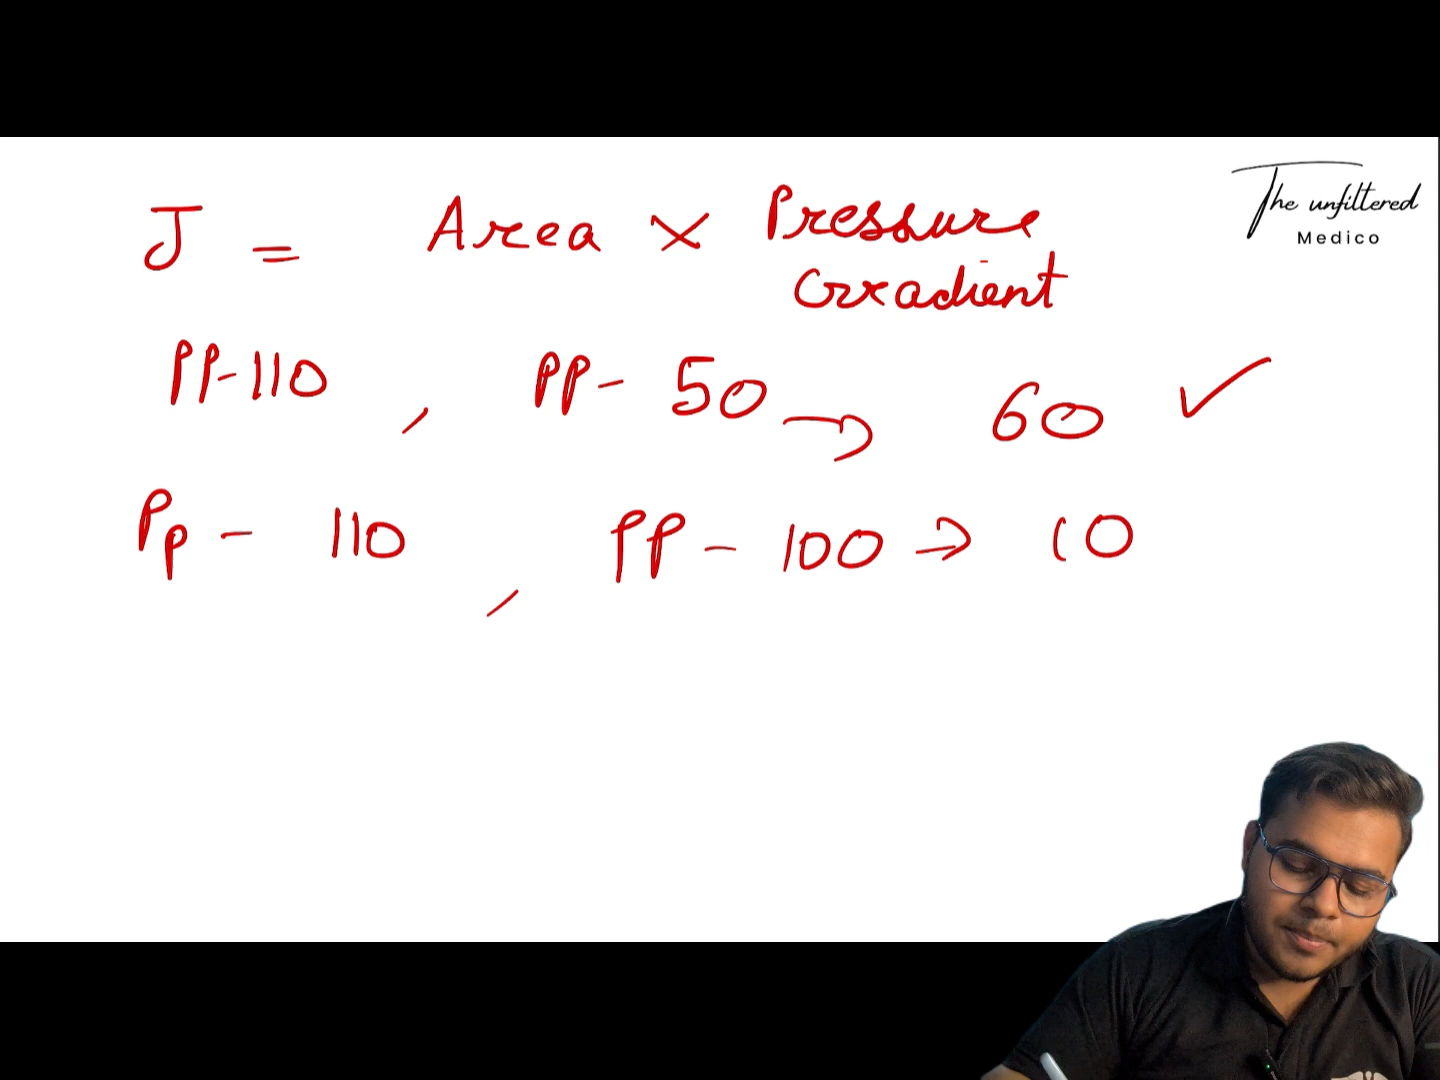 J = Area × Pressure
Gradient
The unfiltered
Medico
PP-110 , PP- 50 → 60 ✓
Pp - 110 , PP - 100 → 10